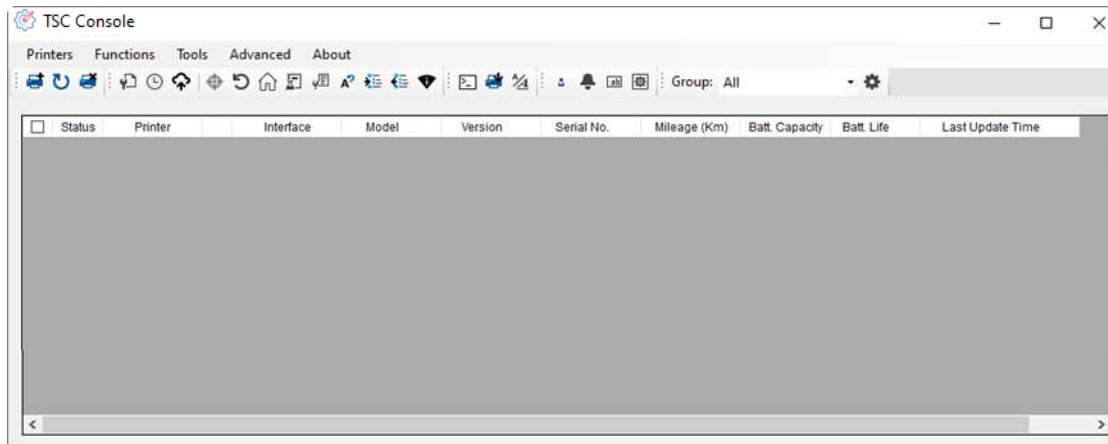 TSC Console
Printers Functions Tools Advanced About
Group: All
Status Printer Interface Model Version Serial No. Mileage (Km) Batt. Capacity Batt. Life Last Update Time